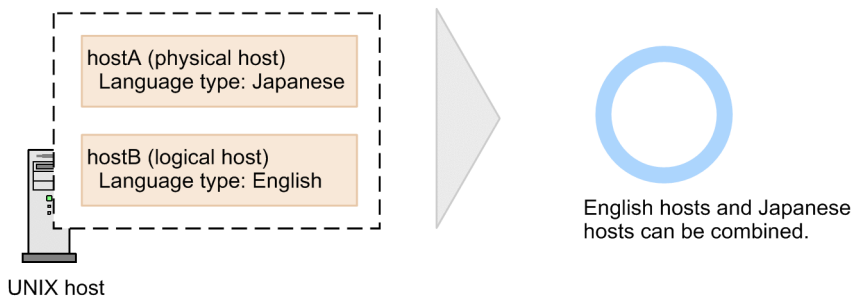 hostA (physical host)
Language type: Japanese
hostB (logical host)
Language type: English
UNIX host
English hosts and Japanese
hosts can be combined.